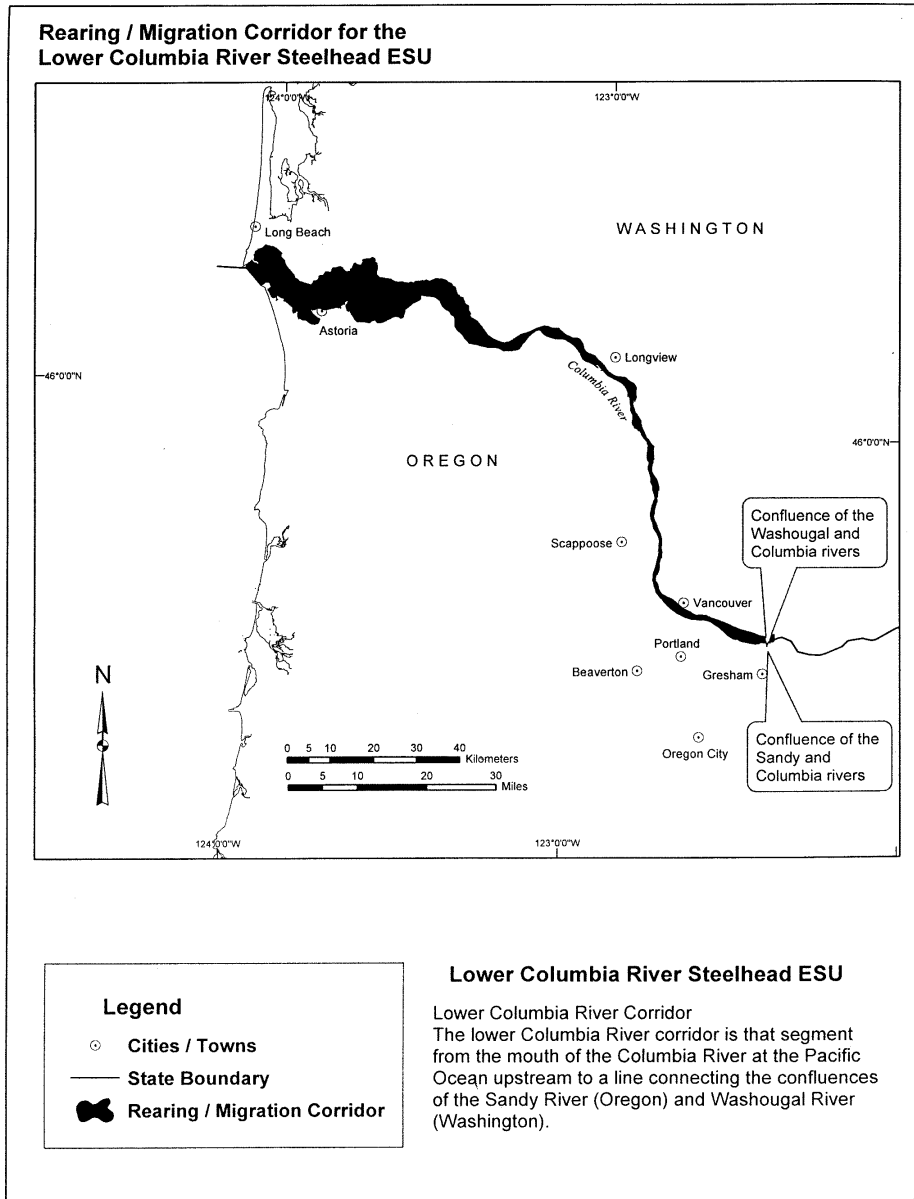 Rearing / Migration Corridor for the
Lower Columbia River Steelhead ESU
124°0'0"W
123°0'0"W
WASHINGTON
Long Beach
Astoria
Longview
Columbia River
46°0'0"N
46°0'0"N
OREGON
Confluence of the
Washougal and
Columbia rivers
Scappoose
Vancouver
Portland
Beaverton
Gresham
N
Oregon City
Confluence of the
Sandy and
Columbia rivers
0 5 10 20 30 40
Kilometers
0 5 10 20 30
Miles
124°0'0"W
123°0'0"W
Legend
Cities / Towns
State Boundary
Rearing / Migration Corridor
Lower Columbia River Steelhead ESU
Lower Columbia River Corridor
The lower Columbia River corridor is that segment
from the mouth of the Columbia River at the Pacific
Ocean upstream to a line connecting the confluences
of the Sandy River (Oregon) and Washougal River
(Washington).